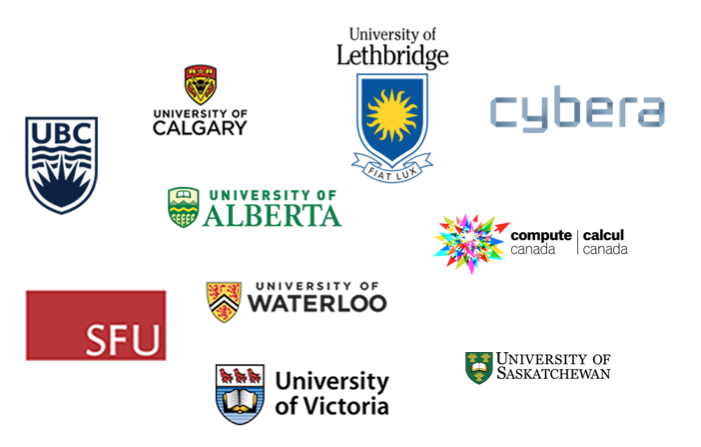 University of
Lethbridge
FIAT LUX
cybera
UNIVERSITY OF
CALGARY
UBC
UNIVERSITY OF
ALBERTA
compute | calcul
canada | canada
UNIVERSITY OF
WATERLOO
SFU
University
of Victoria
UNIVERSITY OF
SASKATCHEWAN